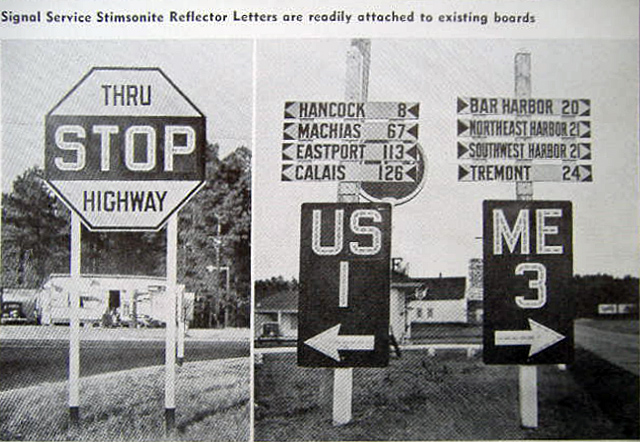 Signal Service Stimsonite Reflector Letters are readily attached to existing boards
THRU
STOP
HIGHWAY
HANCOCK 8
MACHIAS 67
EASTPORT 113
CALAIS 126
US
1
BAR HARBOR 20
NORTHEAST HARBOR 21
SOUTHWEST HARBOR 21
TREMONT 24
ME
3